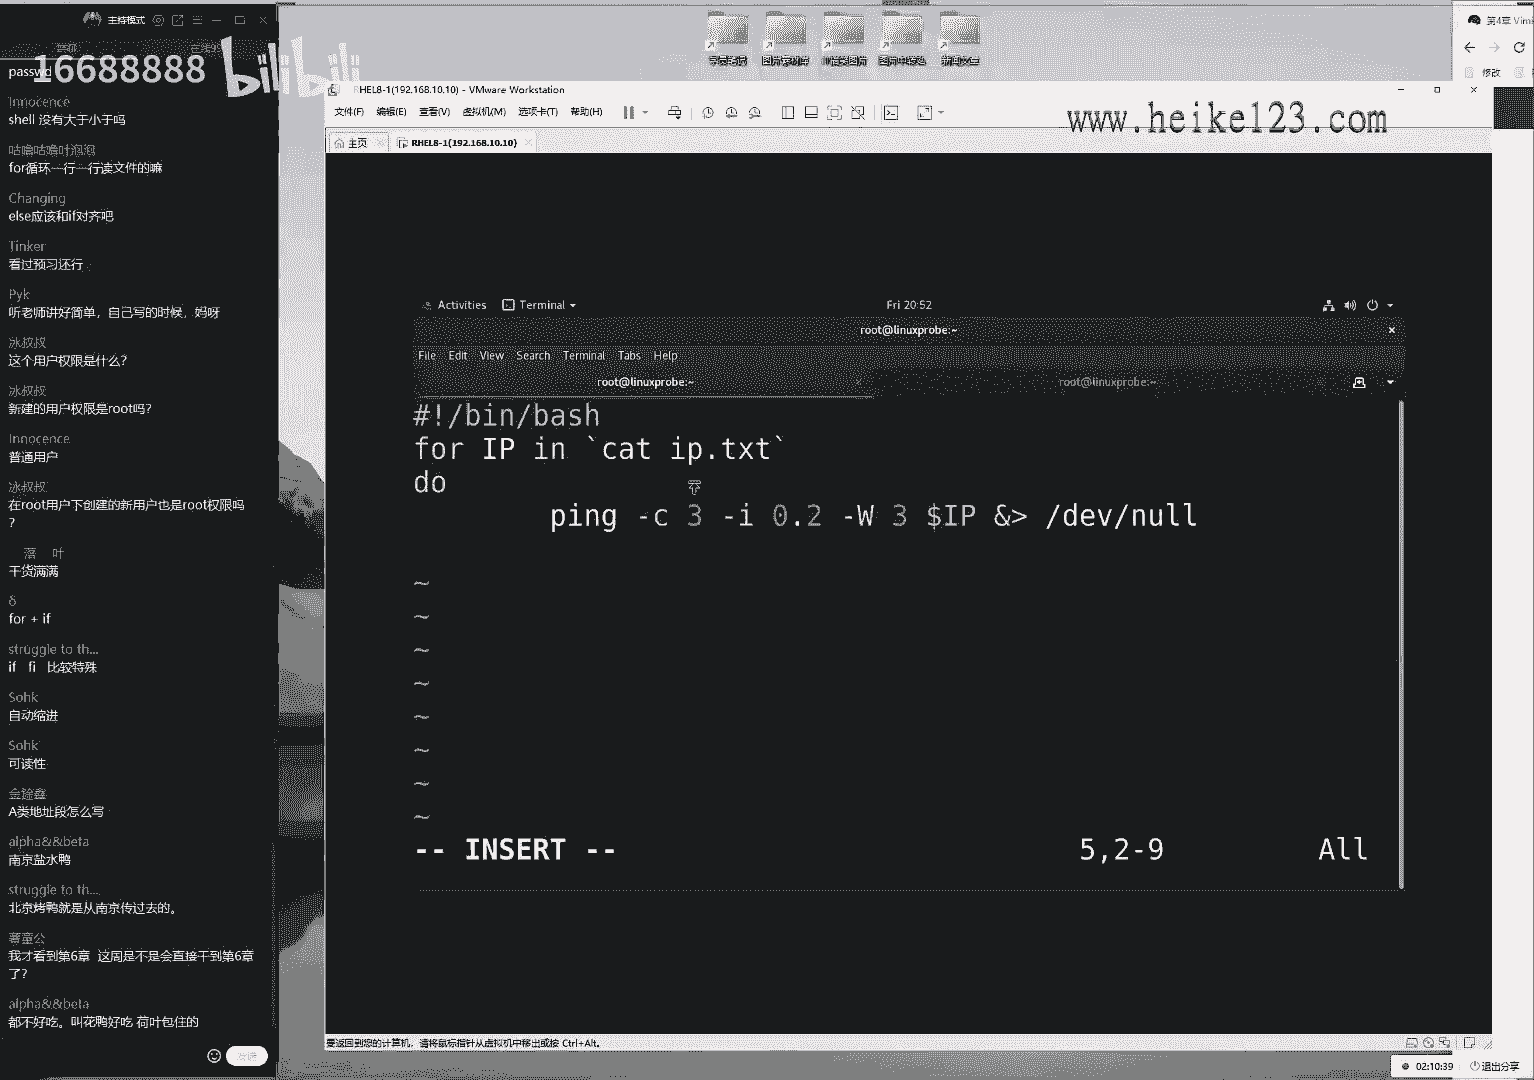 主持模式
16688888
bilibili
passwd
Innocence
shell 没有大于小于吗
咕噜咕噜叶泡泡
for循环一行一行读文件的嘛
Changing
else应该和if对齐吧
Tinker
看过预习还行
Pyk
听老师讲好简单，自己写的时候，妈呀
冰叔叔
这个用户权限是什么?
冰叔叔
新建的用户权限是root吗?
Innocence
普通用户
冰叔叔
在root用户下创建的新用户也是root权限吗
?
落 叶
干货满满
δ
for + if
struggle to th...
if fi 比较特殊
Sohk
自动缩进
Sohk
可读性
A类地址段怎么写
alpha&&beta
南京盐水鸭
struggle to th...
北京烤鸭就是从南京传过去的。
我才看到第6章 这周是不是会直接干到第6章
了?
alpha&&beta
都不好吃。叫花鸭好吃 荷叶包住的
发送
RHEL8-1(192.168.10.10) - VMware Workstation
文件(F) 编辑(E) 查看(V) 虚拟机(M) 选项卡(T) 帮助(H)
www.heike123.com
主页 RHEL8-1(192.168.10.10)
第4章 Vim
修改
Activities Terminal Fri 20:52
root@linuxprobe:~
File Edit View Search Terminal Tabs Help
root@linuxprobe:~ root@linuxprobe:~
#!/bin/bash
for IP in `cat ip.txt`
do
ping -c 3 -i 0.2 -W 3 $IP &> /dev/null
~
~
~
~
~
~
~
~
-- INSERT -- 5,2-9 All
要返回到您的计算机，请将鼠标指针从虚拟机中移出或按 Ctrl+Alt。
02:10:39 退出分享